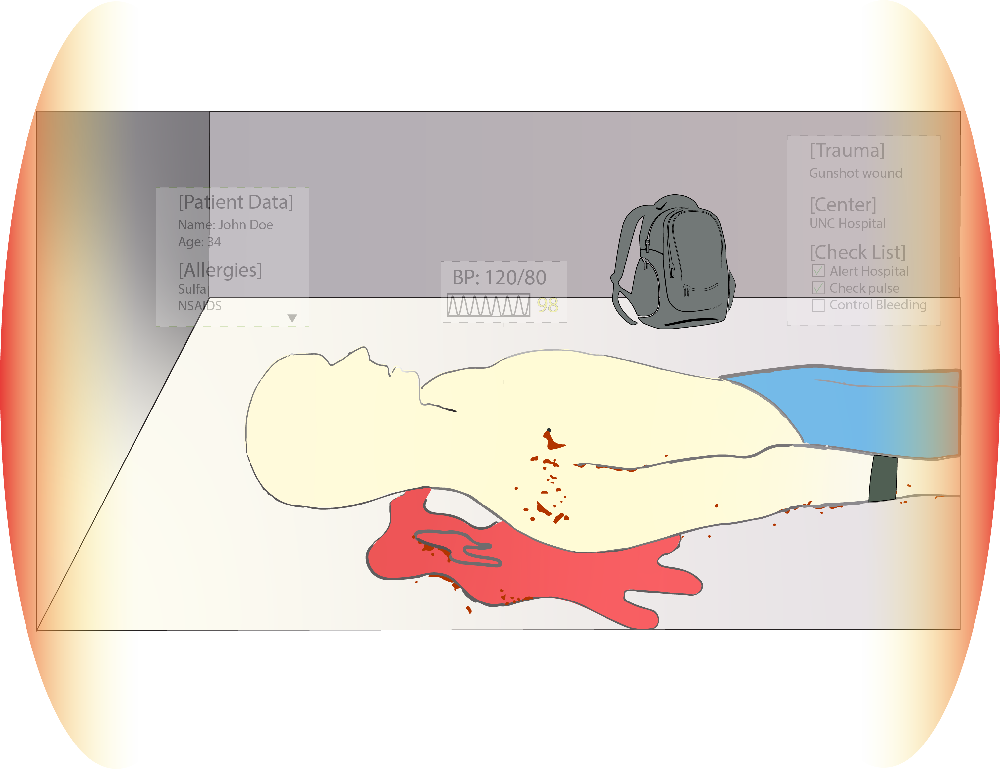 [Patient Data]
Name: John Doe
Age: 34
[Allergies]
Sulfa
NSAIDS
BP: 120/80
98
[Trauma]
Gunshot wound
[Center]
UNC Hospital
[Check List]
Alert Hospital
Check pulse
Control Bleeding